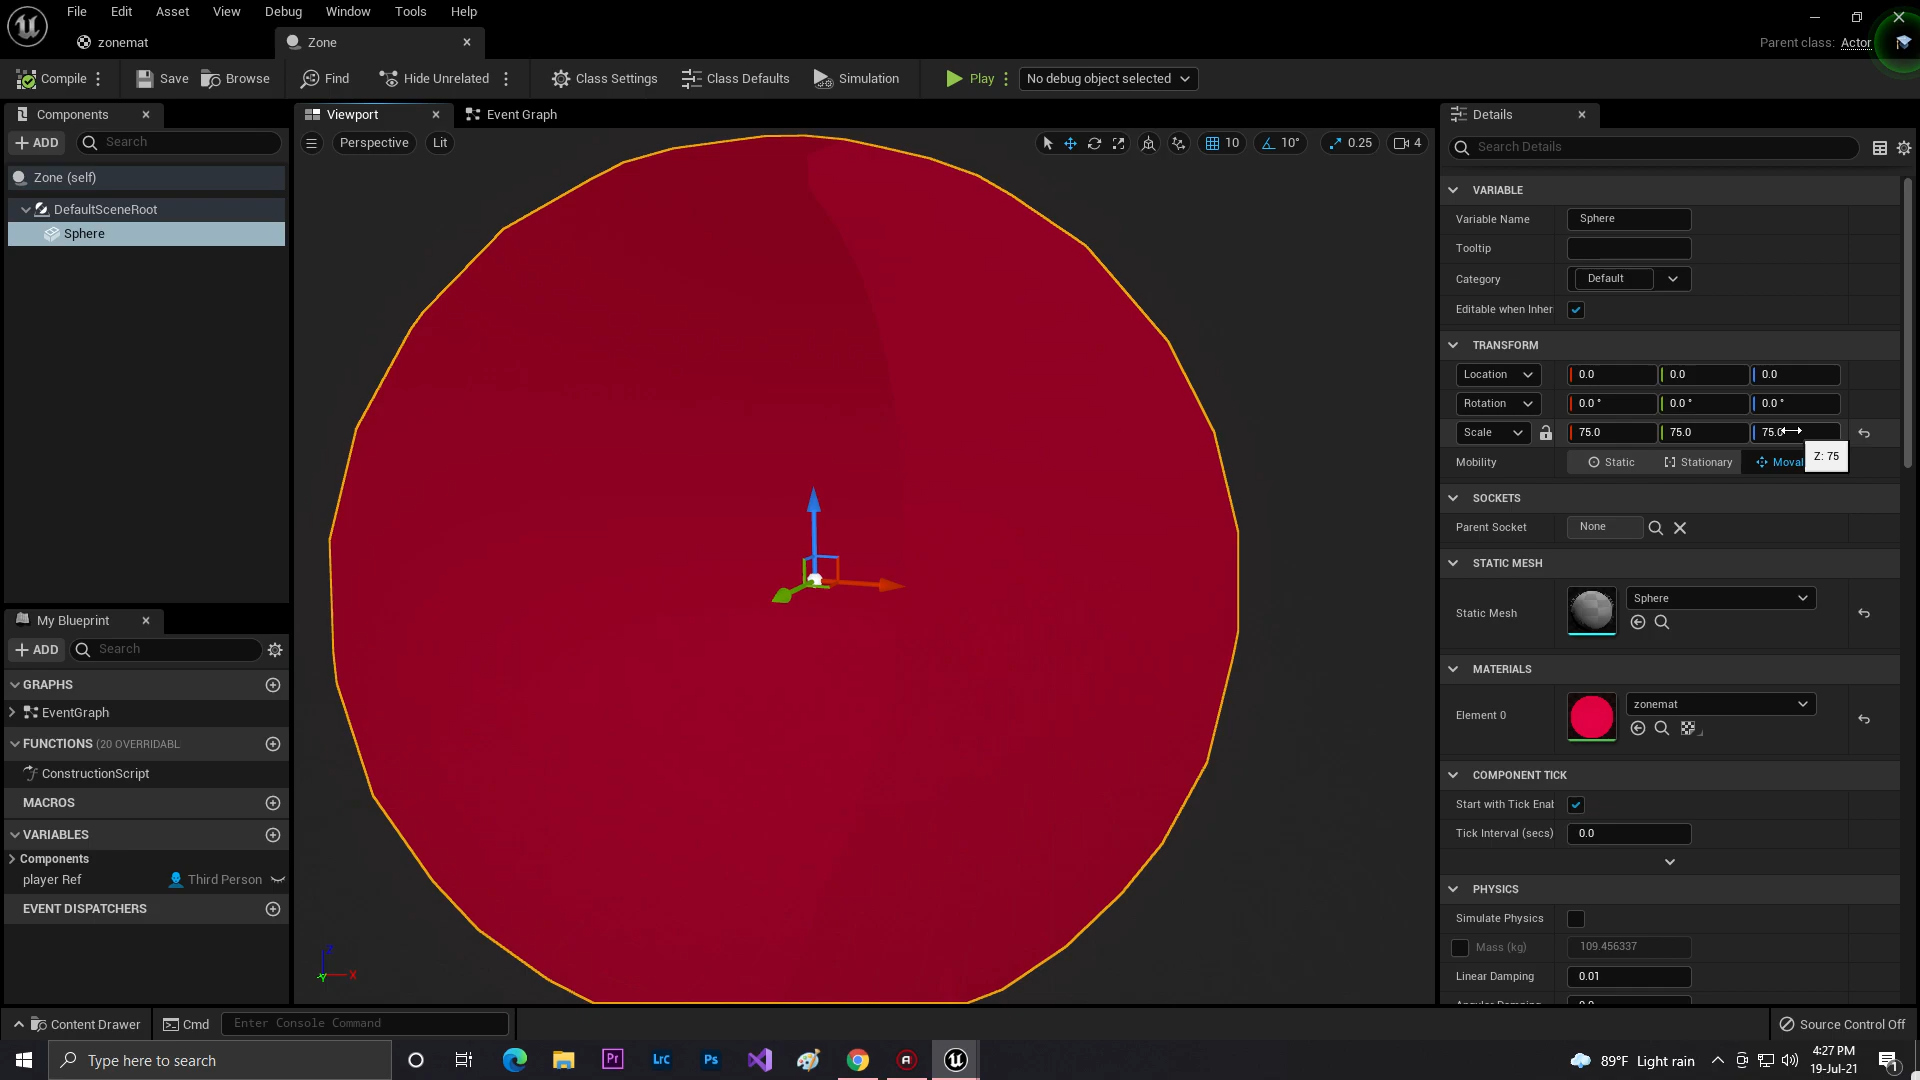 File Edit Asset View Debug Window Tools Help
zonemat
Zone
Parent class: Actor
Compile Save Browse Find Hide Unrelated Class Settings Class Defaults Simulation Play No debug object selected
Components
ADD Search
Zone (self)
DefaultSceneRoot
Sphere
My Blueprint
ADD Search
GRAPHS
EventGraph
FUNCTIONS (20 OVERRIDABL
ConstructionScript
MACROS
VARIABLES
Components
player Ref Third Person
EVENT DISPATCHERS
Viewport Event Graph
Perspective Lit 10 10° 0.25 4
Z
X
Y
Details
Search Details
VARIABLE
Variable Name Sphere
Tooltip
Category Default
Editable when Inher
TRANSFORM
Location 0.0 0.0 0.0
Rotation 0.0 ° 0.0 ° 0.0 °
Scale 75.0 75.0 75.0
Mobility Static Stationary Moval
Z: 75
SOCKETS
Parent Socket None
STATIC MESH
Static Mesh Sphere
MATERIALS
Element 0 zonemat
COMPONENT TICK
Start with Tick Enal
Tick Interval (secs) 0.0
PHYSICS
Simulate Physics
Mass (kg) 109.456337
Linear Damping 0.01
Content Drawer Cmd Enter Console Command Source Control Off
Type here to search
Pr Lrc Ps
89°F Light rain
4:27 PM
19-Jul-21
1